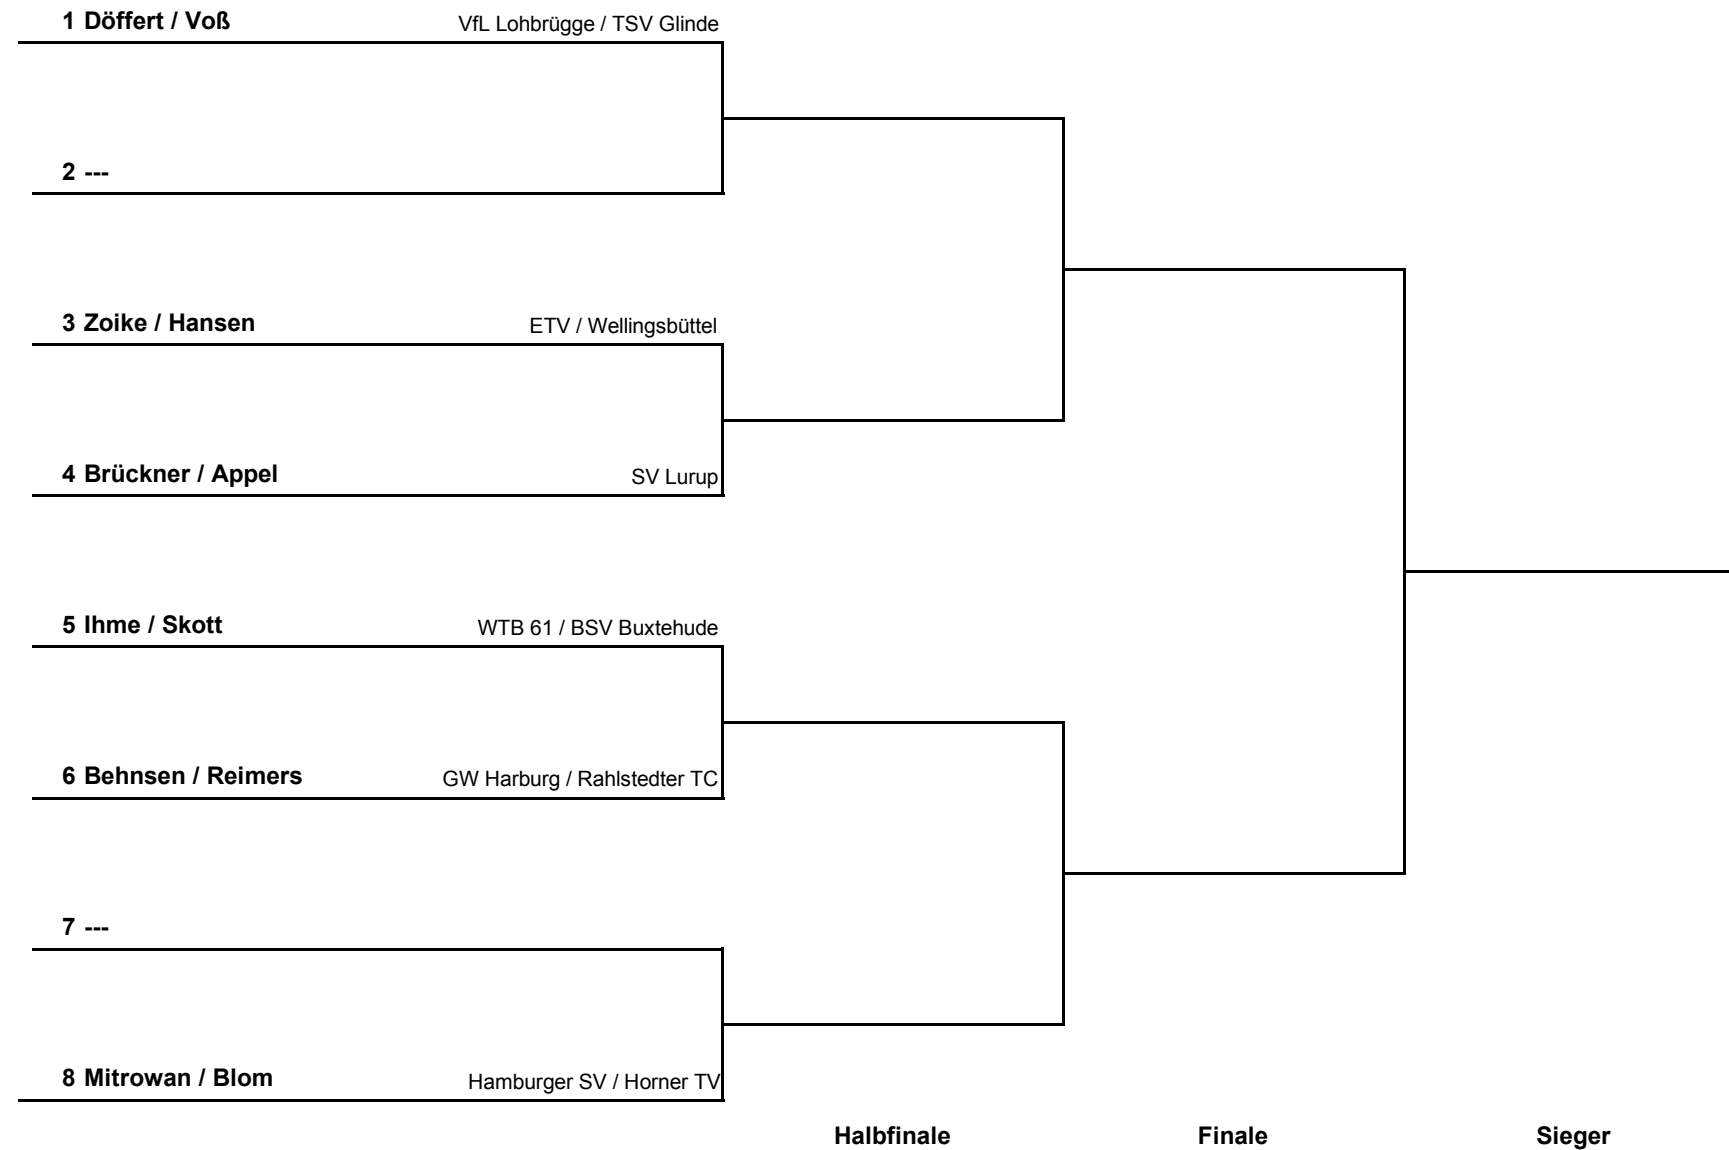 1 Döffert / Voß VfL Lohbrügge / TSV Glinde
2 ---
3 Zoike / Hansen ETV / Wellingsbüttel
4 Brückner / Appel SV Lurup
5 Ihme / Skott WTB 61 / BSV Buxtehude
6 Behnsen / Reimers GW Harburg / Rahlstedter TC
7 ---
8 Mitrowan / Blom Hamburger SV / Horner TV
Halbfinale Finale Sieger